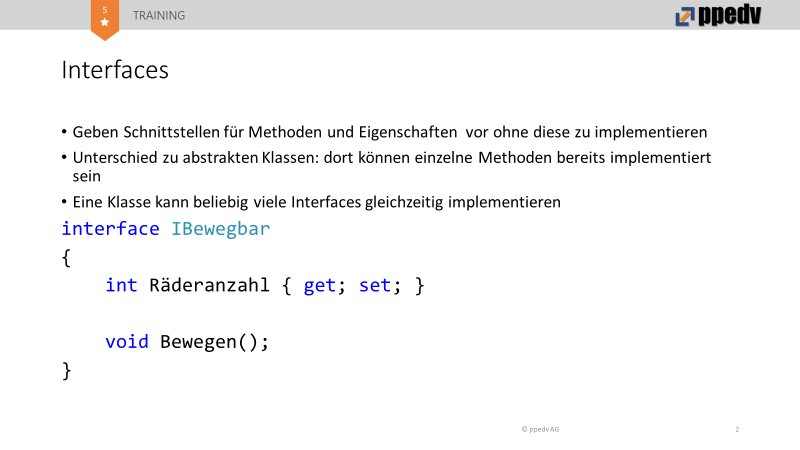 5
TRAINING
ppedv
Interfaces
• Geben Schnittstellen für Methoden und Eigenschaften vor ohne diese zu implementieren
• Unterschied zu abstrakten Klassen: dort können einzelne Methoden bereits implementiert
sein
• Eine Klasse kann beliebig viele Interfaces gleichzeitig implementieren
interface IBewegbar
{
    int Räderanzahl { get; set; }
    void Bewegen();
}
© ppedv AG
2